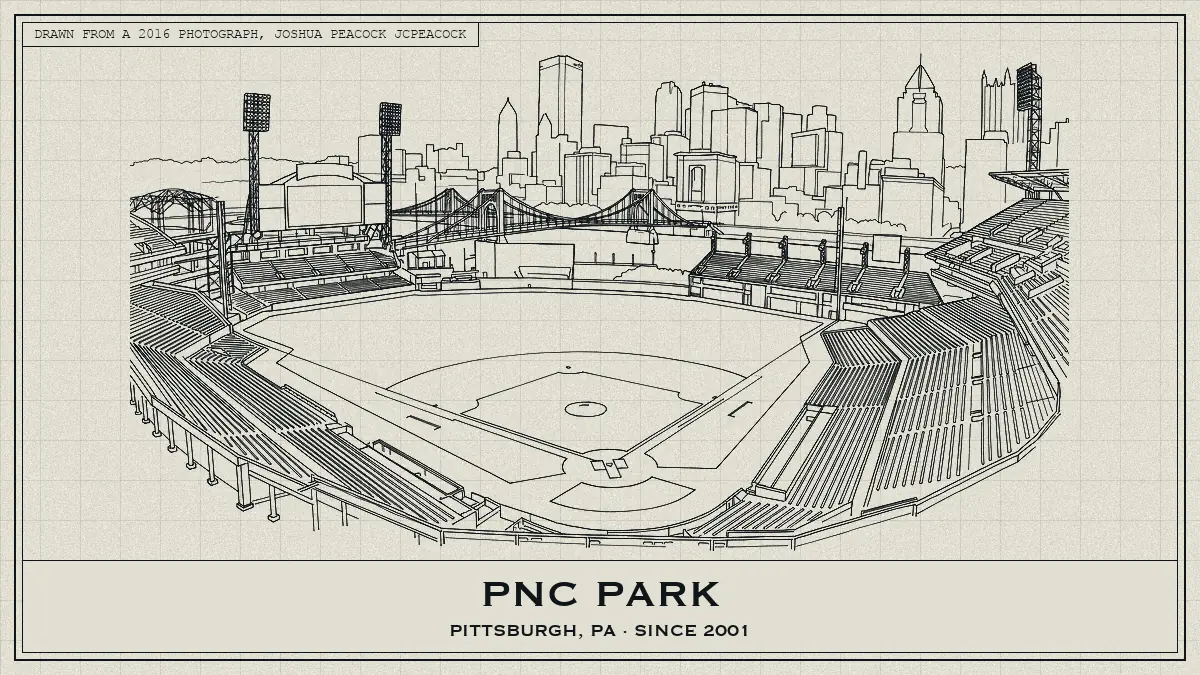 DRAWN FROM A 2016 PHOTOGRAPH, JOSHUA PEACOCK JCPEACOCK
PNC PARK
PITTSBURGH, PA · SINCE 2001